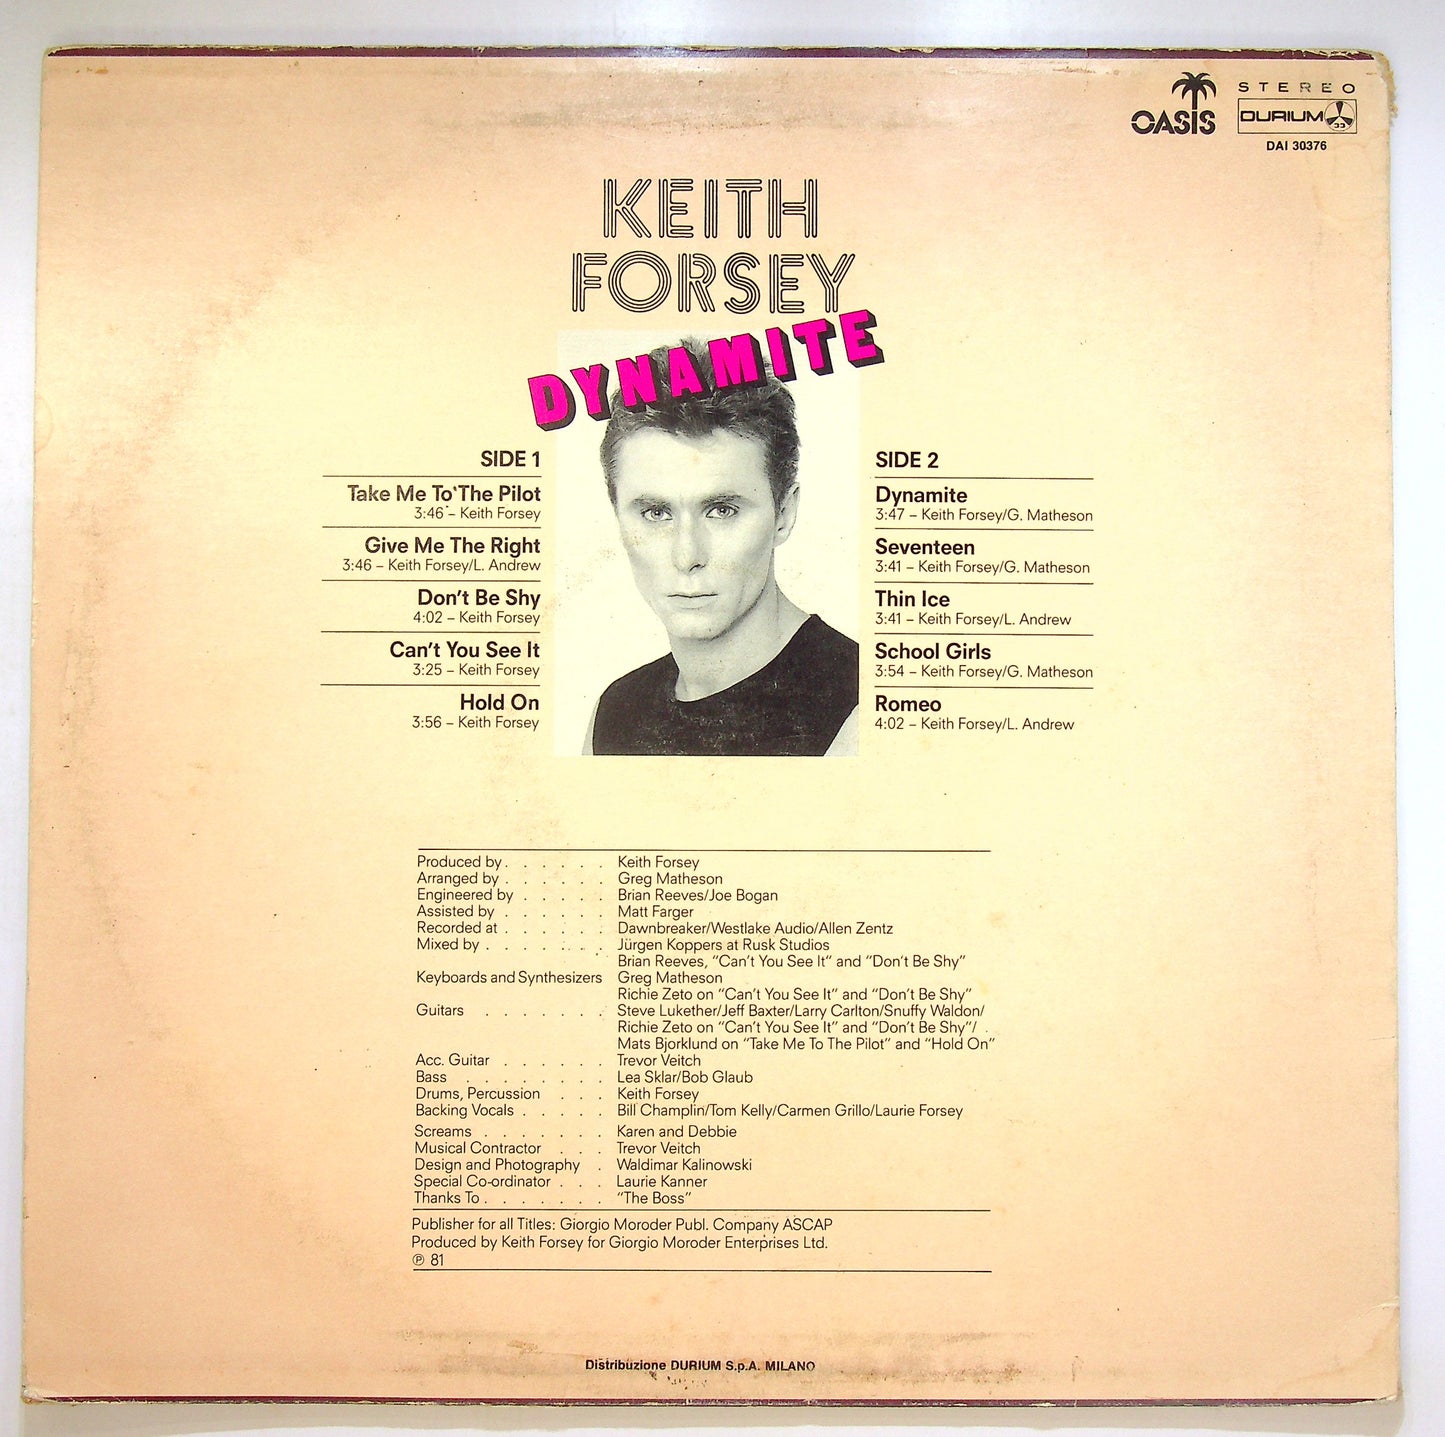 OASIS
STEREO
DURIUM 33
DAI 30376
KEITH
FORSEY
DYNAMITE
SIDE 1
Take Me To The Pilot
3:46 – Keith Forsey
Give Me The Right
3:46 – Keith Forsey/L. Andrew
Don't Be Shy
4:02 – Keith Forsey
Can't You See It
3:25 – Keith Forsey
Hold On
3:56 – Keith Forsey
SIDE 2
Dynamite
3:47 – Keith Forsey/G. Matheson
Seventeen
3:41 – Keith Forsey/G. Matheson
Thin Ice
3:41 – Keith Forsey/L. Andrew
School Girls
3:54 – Keith Forsey/G. Matheson
Romeo
4:02 – Keith Forsey/L. Andrew
Produced by . . . . . . Keith Forsey
Arranged by . . . . . . Greg Matheson
Engineered by . . . . . Brian Reeves/Joe Bogan
Assisted by . . . . . . Matt Farger
Recorded at . . . . . . Dawnbreaker/Westlake Audio/Allen Zentz
Mixed by . . . . . . . Jürgen Koppers at Rusk Studios
Brian Reeves, "Can't You See It" and "Don't Be Shy"
Keyboards and Synthesizers Greg Matheson
Richie Zeto on "Can't You See It" and "Don't Be Shy"
Guitars . . . . . . . Steve Lukether/Jeff Baxter/Larry Carlton/Snuffy Waldon/
Richie Zeto on "Can't You See It" and "Don't Be Shy"/
Mats Bjorklund on "Take Me To The Pilot" and "Hold On"
Acc. Guitar . . . . . . Trevor Veitch
Bass . . . . . . . . Lea Sklar/Bob Glaub
Drums, Percussion . . . Keith Forsey
Backing Vocals . . . . . Bill Champlin/Tom Kelly/Carmen Grillo/Laurie Forsey
Screams . . . . . . . Karen and Debbie
Musical Contractor . . . Trevor Veitch
Design and Photography . Waldimar Kalinowski
Special Co-ordinator . . . Laurie Kanner
Thanks To . . . . . . . "The Boss"
Publisher for all Titles: Giorgio Moroder Publ. Company ASCAP
Produced by Keith Forsey for Giorgio Moroder Enterprises Ltd.
℗ 81
Distribuzione DURIUM S.p.A. MILANO